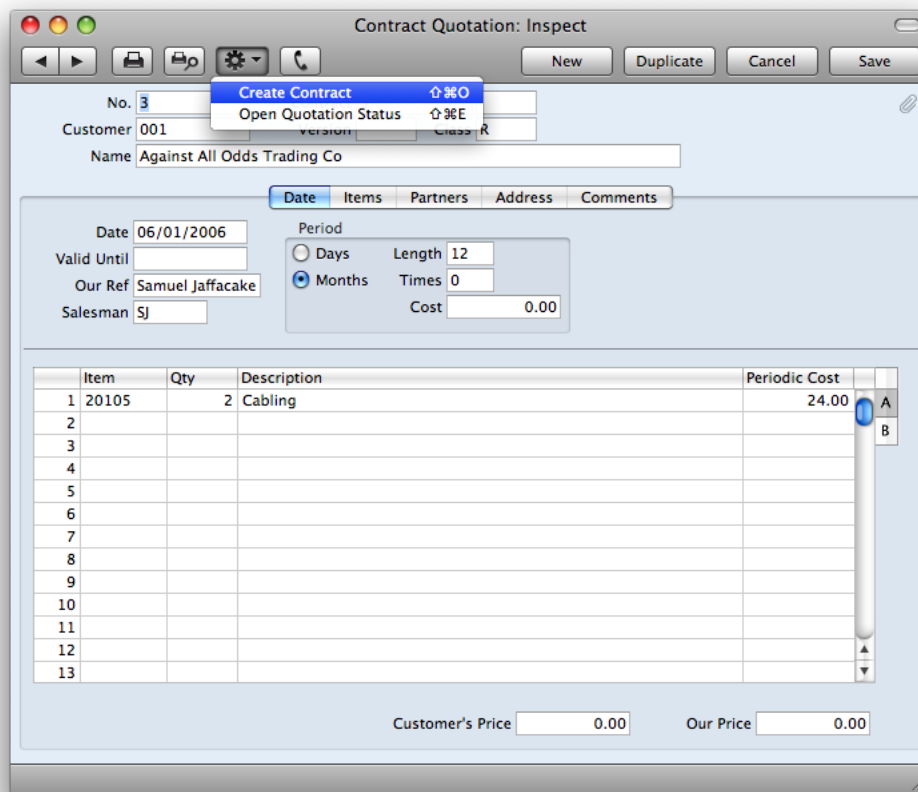 Contract Quotation: Inspect
New Duplicate Cancel Save
Create Contract ⇧⌘O
Open Quotation Status ⇧⌘E
No. 3
Customer 001 Version Class R
Name Against All Odds Trading Co
Date Items Partners Address Comments
Date 06/01/2006
Valid Until
Our Ref Samuel Jaffacake
Salesman SJ
Period
Days Length 12
Months Times 0
Cost 0.00
Item Qty Description Periodic Cost
1 20105 2 Cabling 24.00 A
2 B
3
4
5
6
7
8
9
10
11
12
13
Customer's Price 0.00 Our Price 0.00